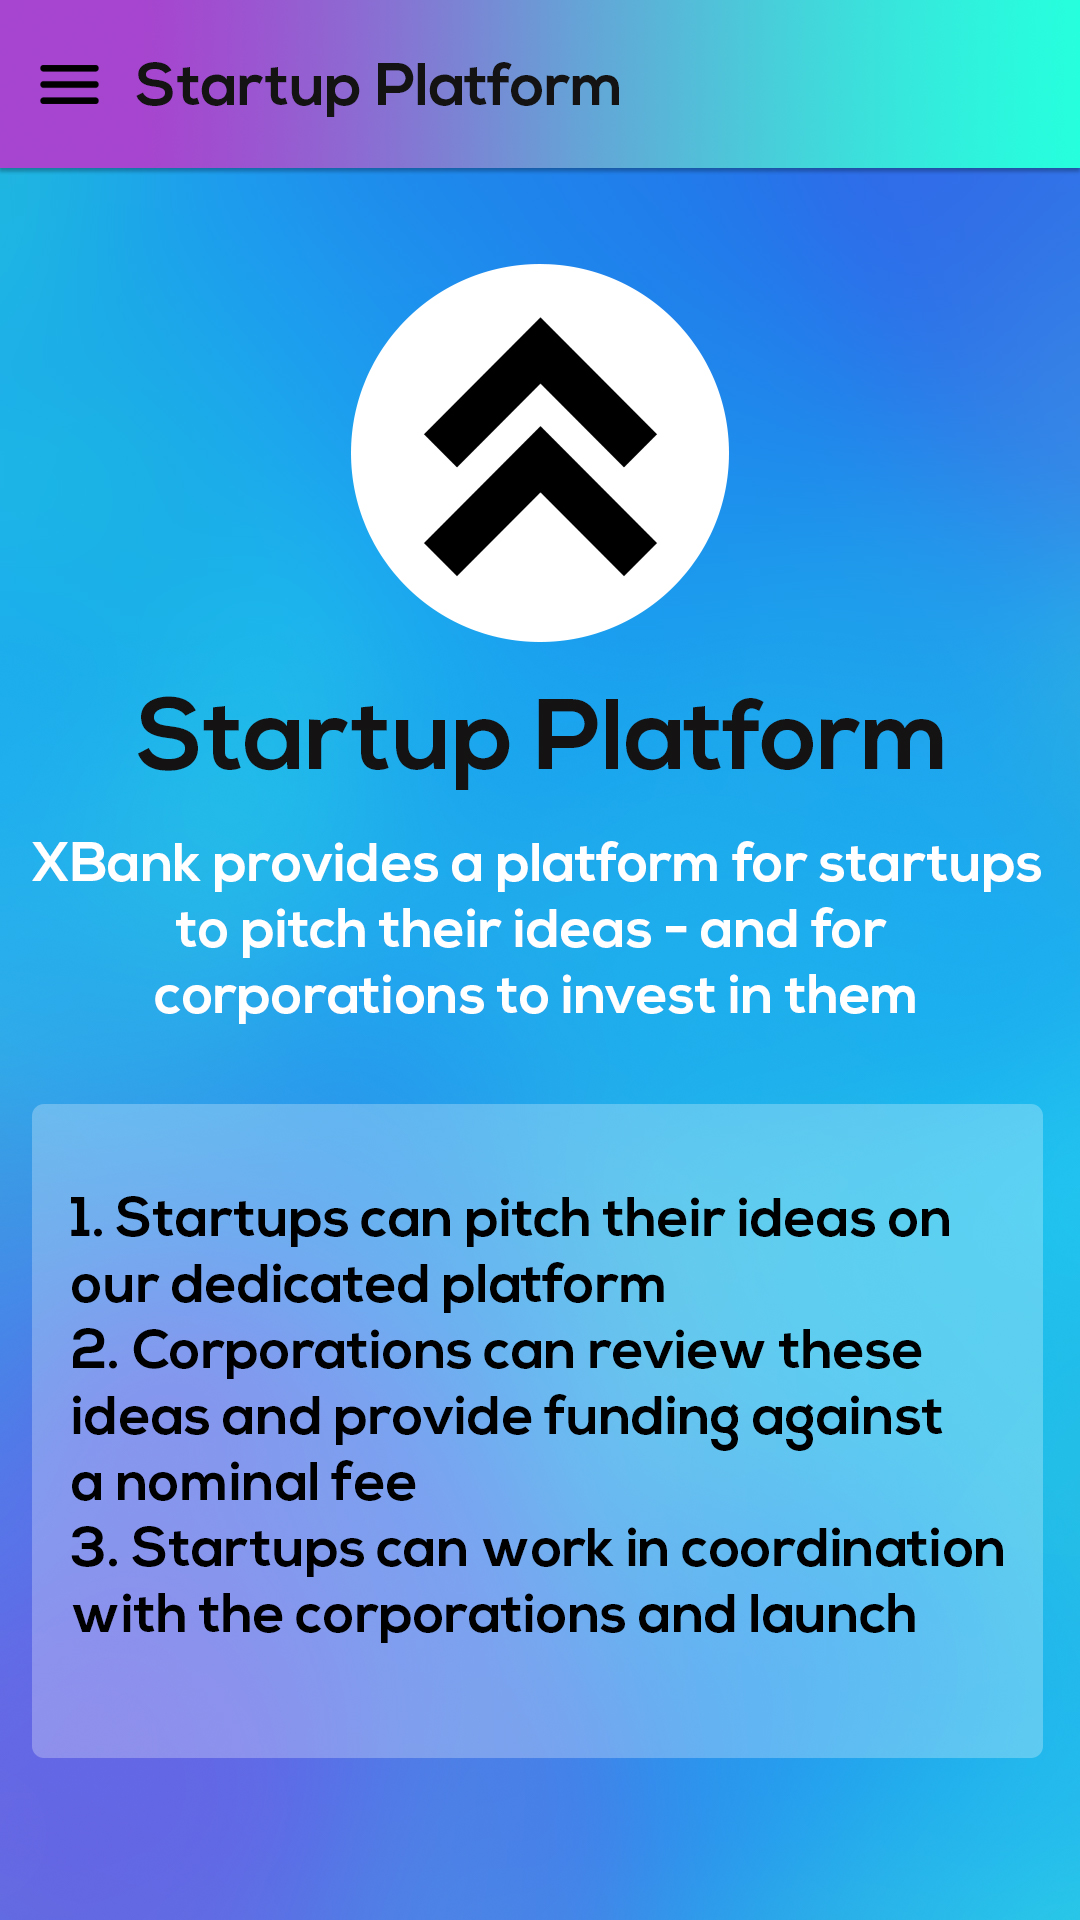 Startup Platform
Startup Platform
XBank provides a platform for startups
to pitch their ideas - and for
corporations to invest in them
1. Startups can pitch their ideas on
our dedicated platform
2. Corporations can review these
ideas and provide funding against
a nominal fee
3. Startups can work in coordination
with the corporations and launch